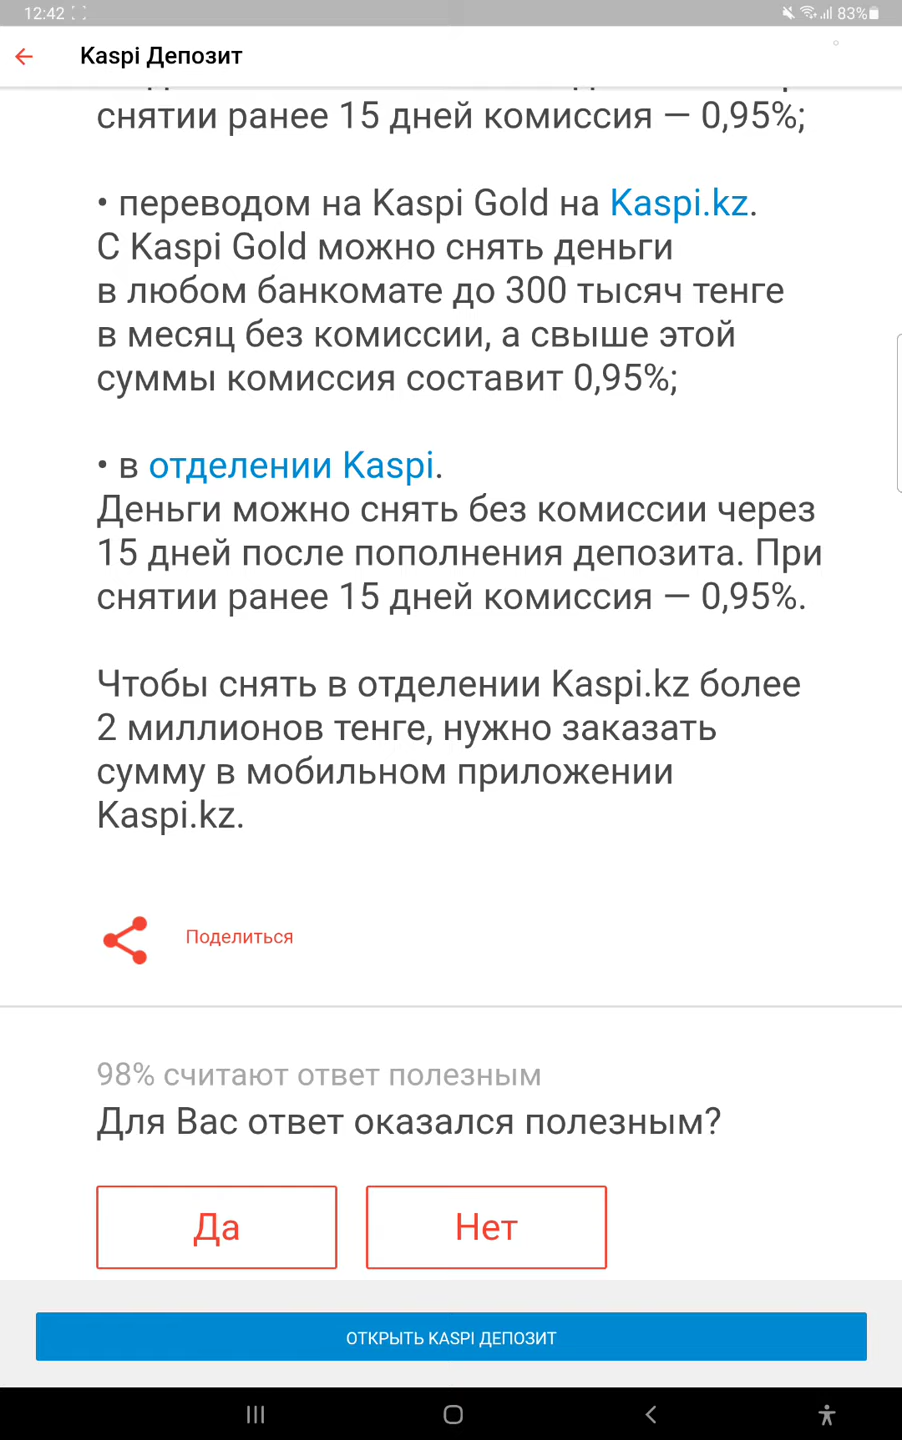 12:42
83%
Kaspi Депозит
снятии ранее 15 дней комиссия — 0,95%;
• переводом на Kaspi Gold на Kaspi.kz.
С Kaspi Gold можно снять деньги
в любом банкомате до 300 тысяч тенге
в месяц без комиссии, а свыше этой
суммы комиссия составит 0,95%;
• в отделении Kaspi.
Деньги можно снять без комиссии через
15 дней после пополнения депозита. При
снятии ранее 15 дней комиссия — 0,95%.
Чтобы снять в отделении Kaspi.kz более
2 миллионов тенге, нужно заказать
сумму в мобильном приложении
Kaspi.kz.
Поделиться
98% считают ответ полезным
Для Вас ответ оказался полезным?
Да
Нет
ОТКРЫТЬ KASPI ДЕПОЗИТ